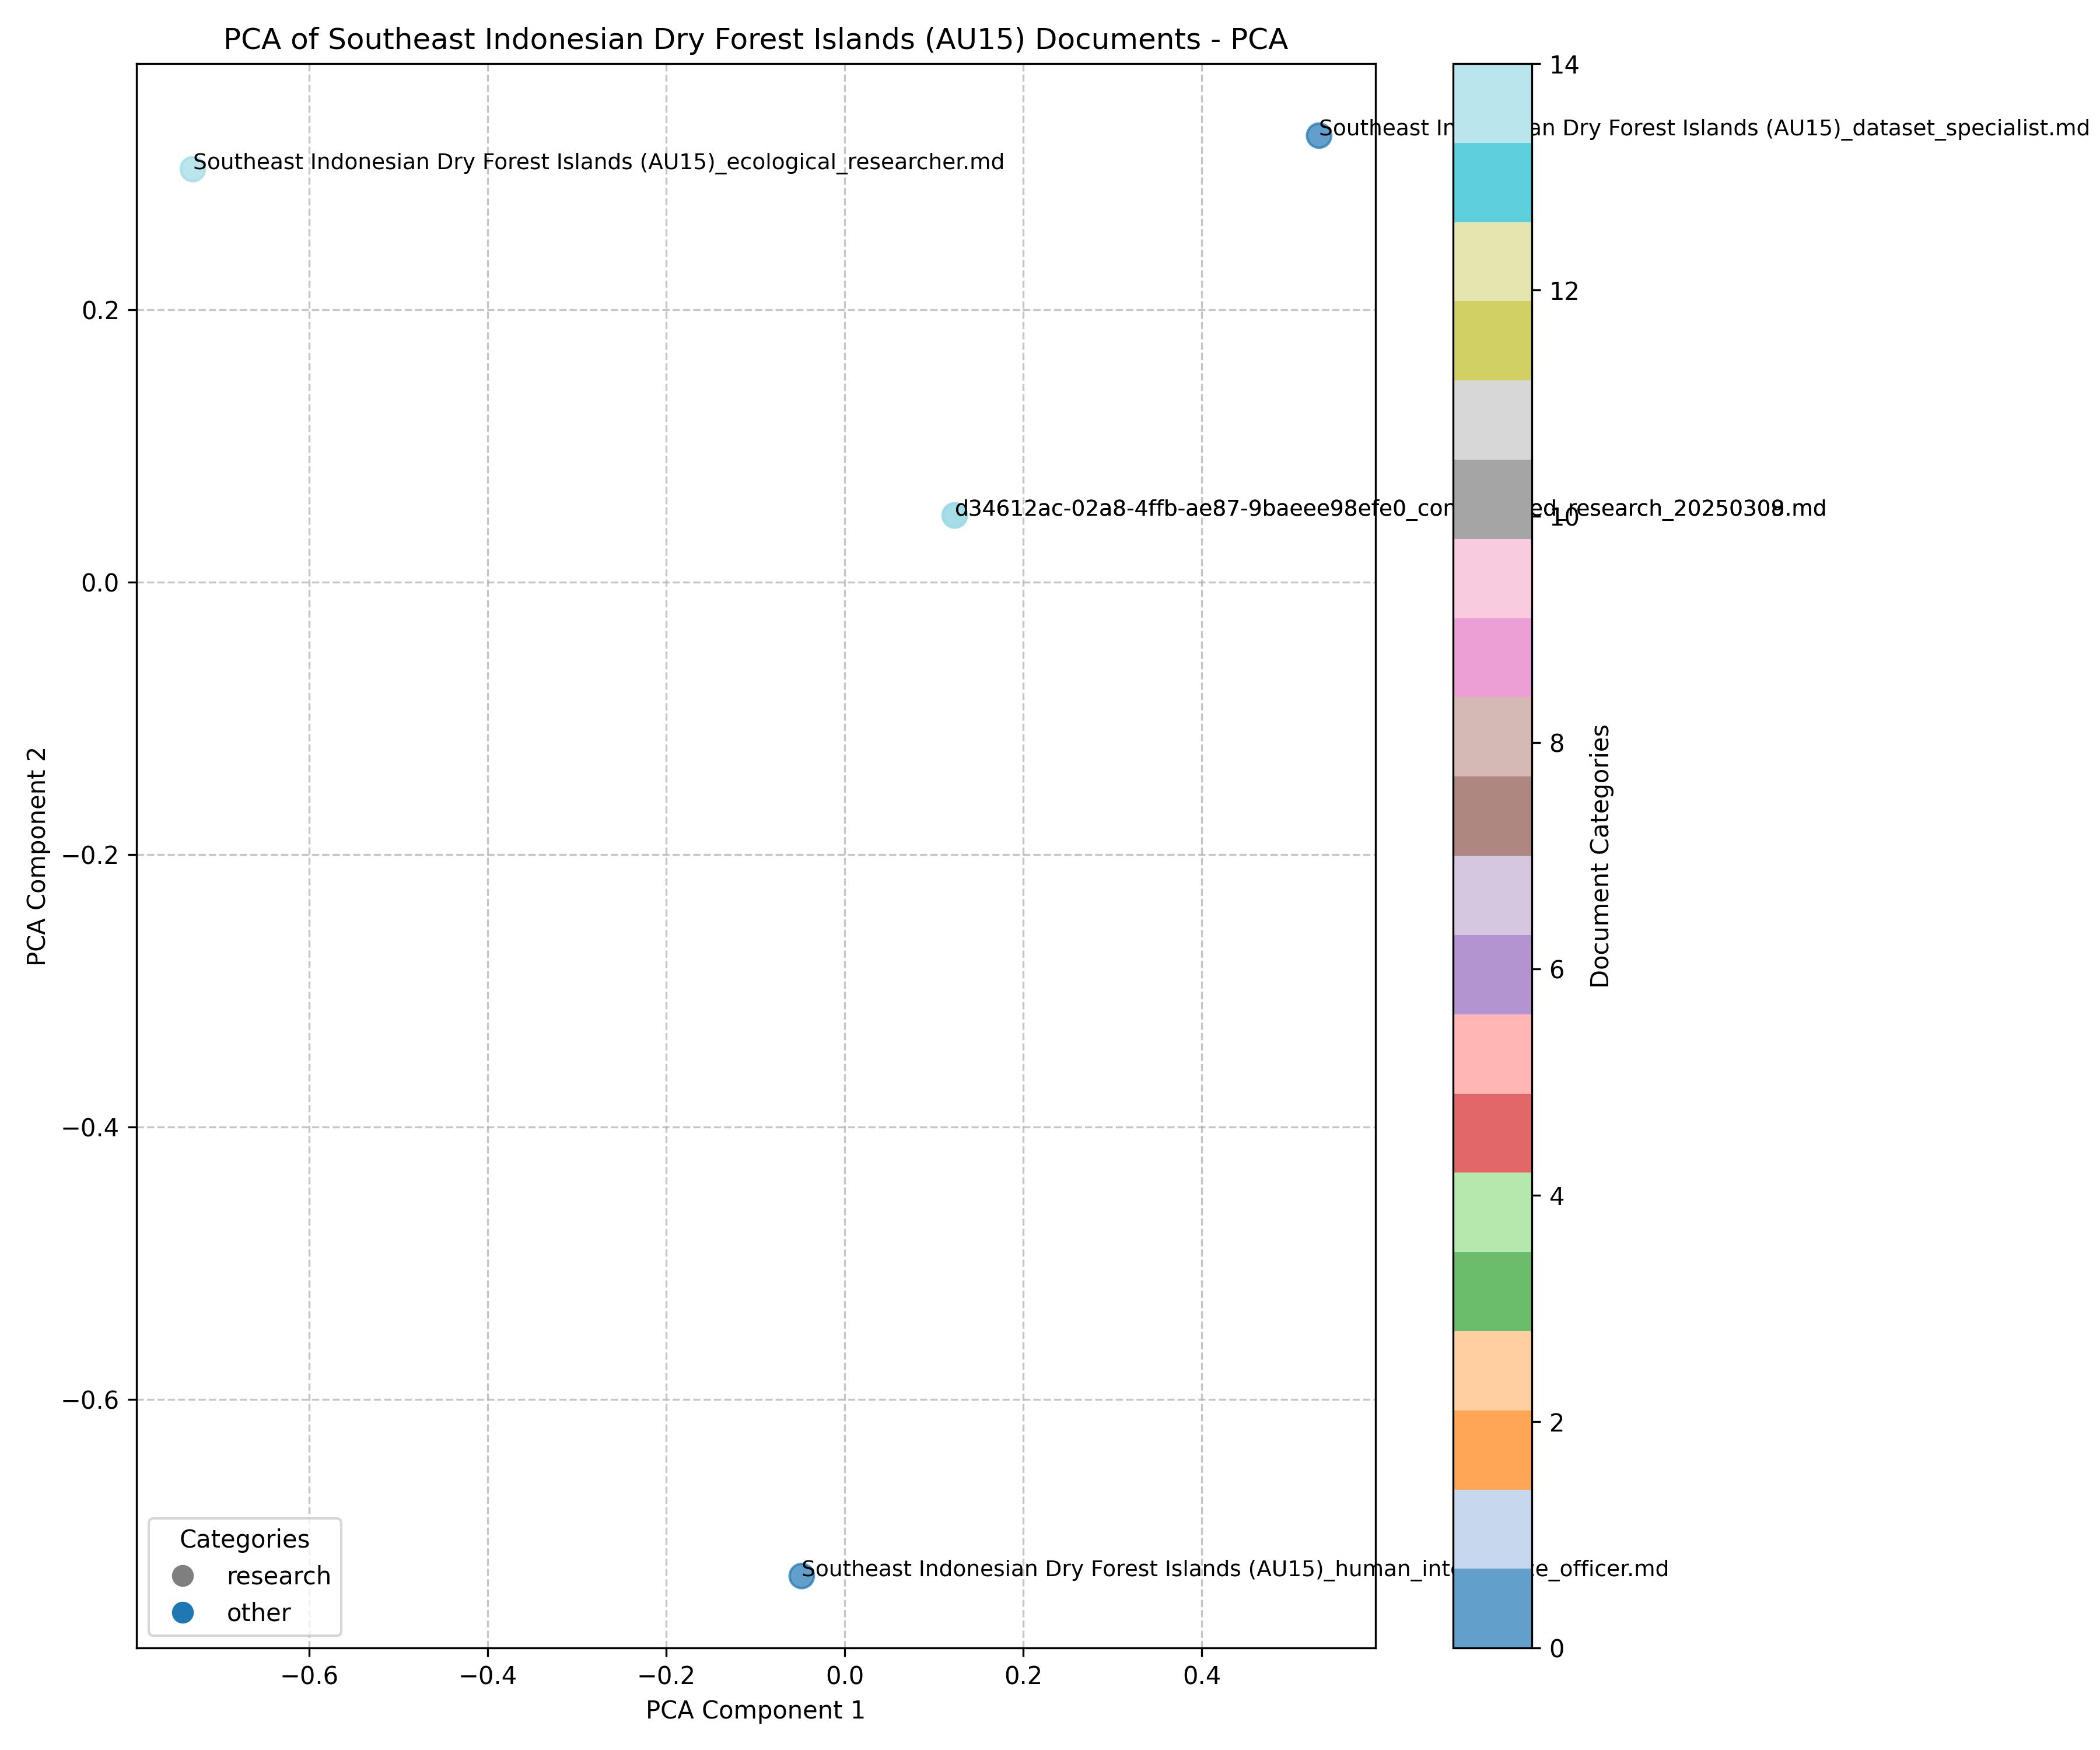 PCA of Southeast Indonesian Dry Forest Islands (AU15) Documents - PCA
Southeast Indonesian Dry Forest Islands (AU15)_dataset_specialist.md
Southeast Indonesian Dry Forest Islands (AU15)_ecological_researcher.md
d34612ac-02a8-4ffb-ae87-9baeee98efe0_con ed_research_2025030 .md
Southeast Indonesian Dry Forest Islands (AU15)_human_int e_officer.md
0.2
0.0
−0.2
−0.4
−0.6
PCA Component 2
−0.6
−0.4
−0.2
0.0
0.2
0.4
PCA Component 1
Categories
research
other
14
12
10
8
6
4
2
0
Document Categories